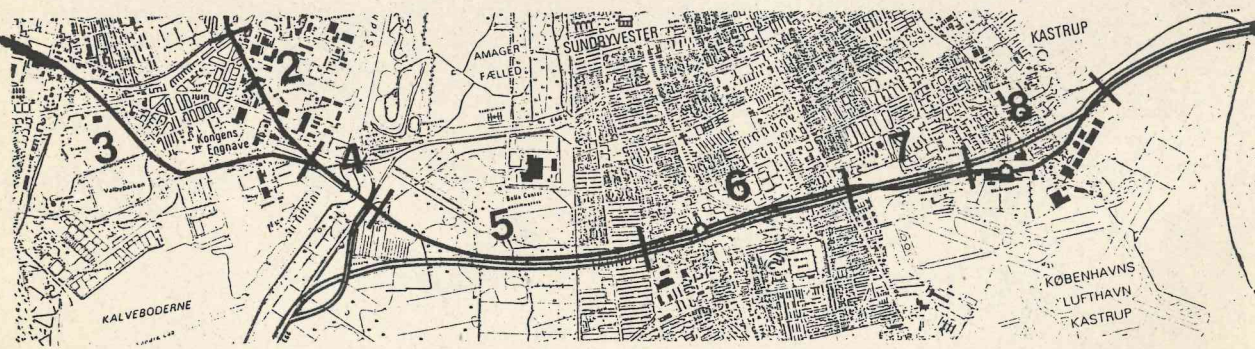 2
3
Kongens
Engnave
Valbyparken
4
KALVEBODERNE
AMAGER
FÆLLED
SUNDBYVESTER
Bella Center
5
6
7
8
KASTRUP
KØBENHAVNS
LUFTHAVN
KASTRUP